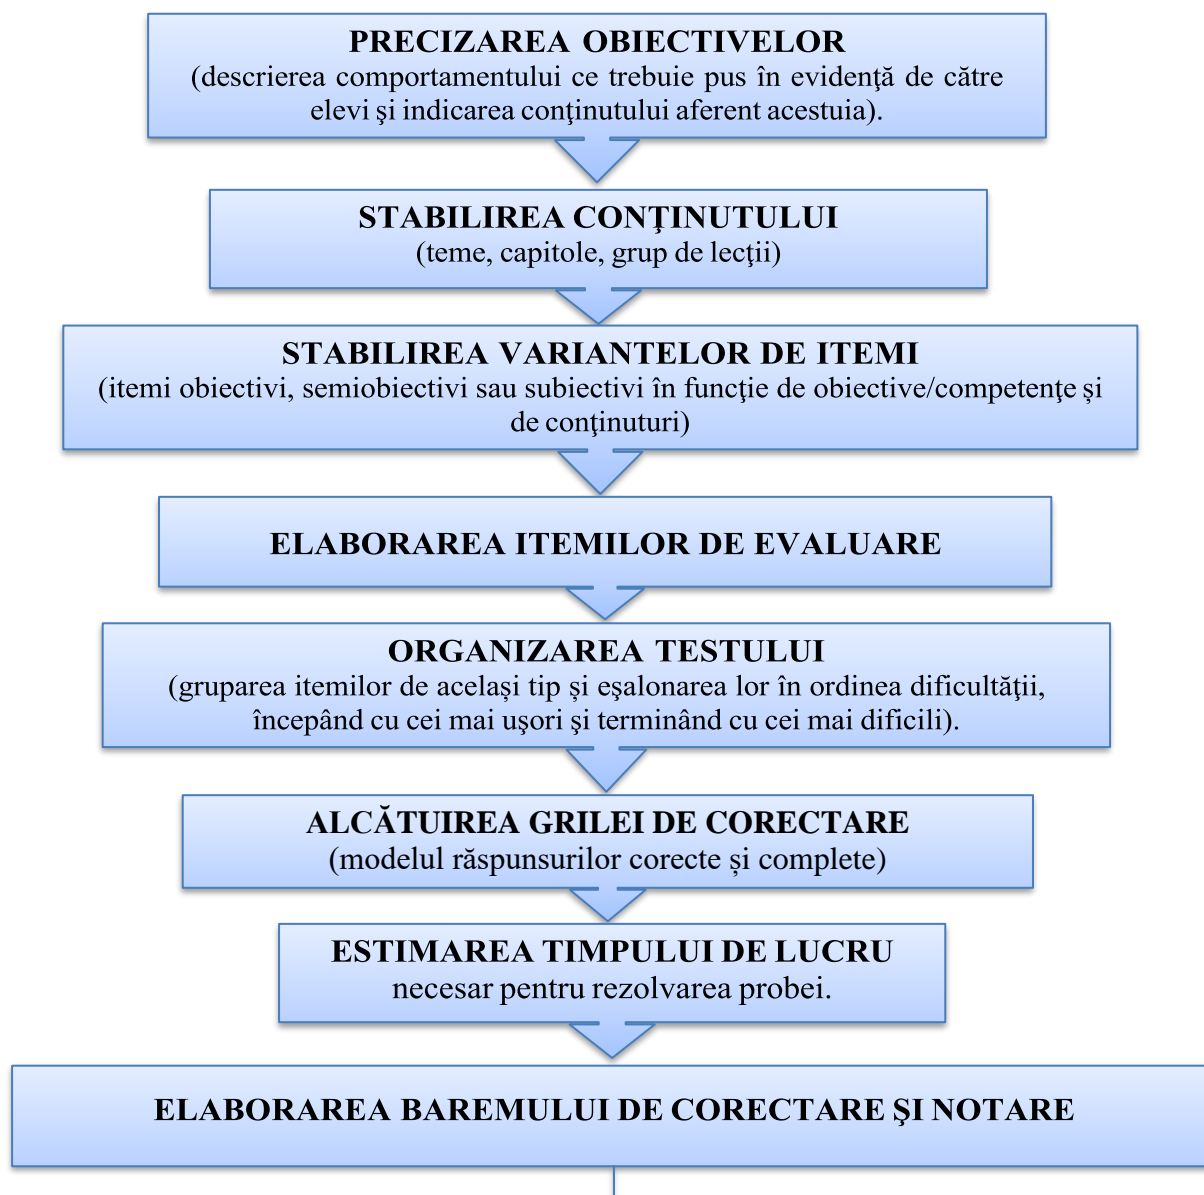 PRECIZAREA OBIECTIVELOR
(descrierea comportamentului ce trebuie pus în evidenţă de către
elevi şi indicarea conţinutului aferent acestuia).
STABILIREA CONŢINUTULUI
(teme, capitole, grup de lecţii)
STABILIREA VARIANTELOR DE ITEMI
(itemi obiectivi, semiobiectivi sau subiectivi în funcţie de obiective/competenţe și
de conţinuturi)
ELABORAREA ITEMILOR DE EVALUARE
ORGANIZAREA TESTULUI
(gruparea itemilor de același tip și eşalonarea lor în ordinea dificultăţii,
începând cu cei mai uşori şi terminând cu cei mai dificili).
ALCĂTUIREA GRILEI DE CORECTARE
(modelul răspunsurilor corecte și complete)
ESTIMAREA TIMPULUI DE LUCRU
necesar pentru rezolvarea probei.
ELABORAREA BAREMULUI DE CORECTARE ŞI NOTARE